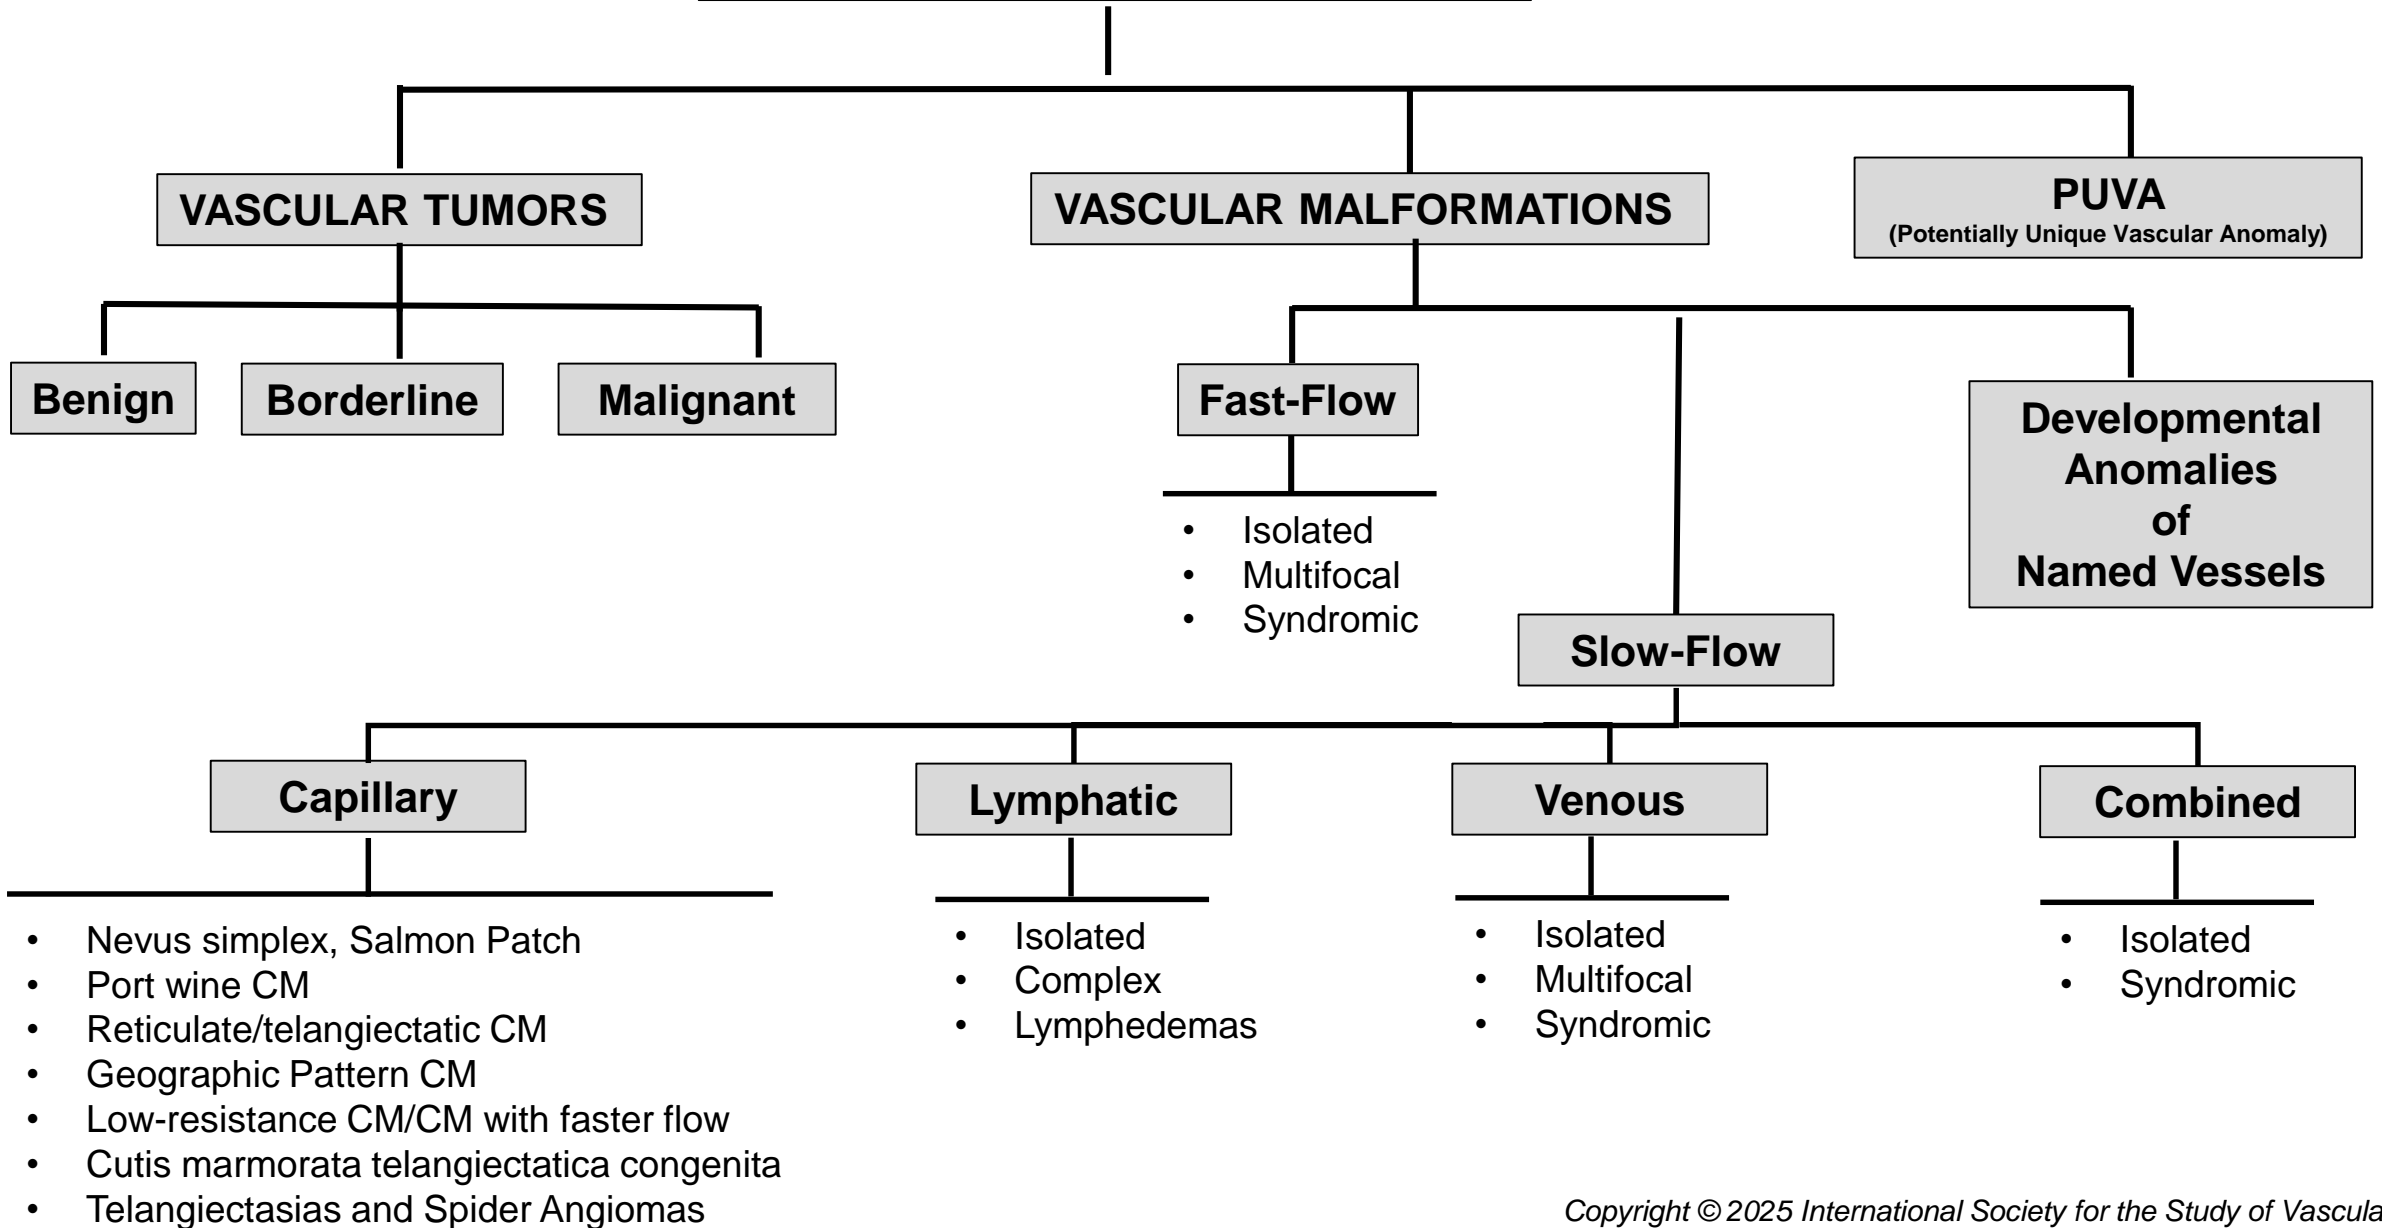 VASCULAR TUMORS
VASCULAR MALFORMATIONS
PUVA
(Potentially Unique Vascular Anomaly)
Benign
Borderline
Malignant
Fast-Flow
• Isolated
• Multifocal
• Syndromic
Developmental
Anomalies
of
Named Vessels
Slow-Flow
Capillary
• Nevus simplex, Salmon Patch
• Port wine CM
• Reticulate/telangiectatic CM
• Geographic Pattern CM
• Low-resistance CM/CM with faster flow
• Cutis marmorata telangiectatica congenita
• Telangiectasias and Spider Angiomas
Lymphatic
• Isolated
• Complex
• Lymphedemas
Venous
• Isolated
• Multifocal
• Syndromic
Combined
• Isolated
• Syndromic
Copyright © 2025 International Society for the Study of Vascula